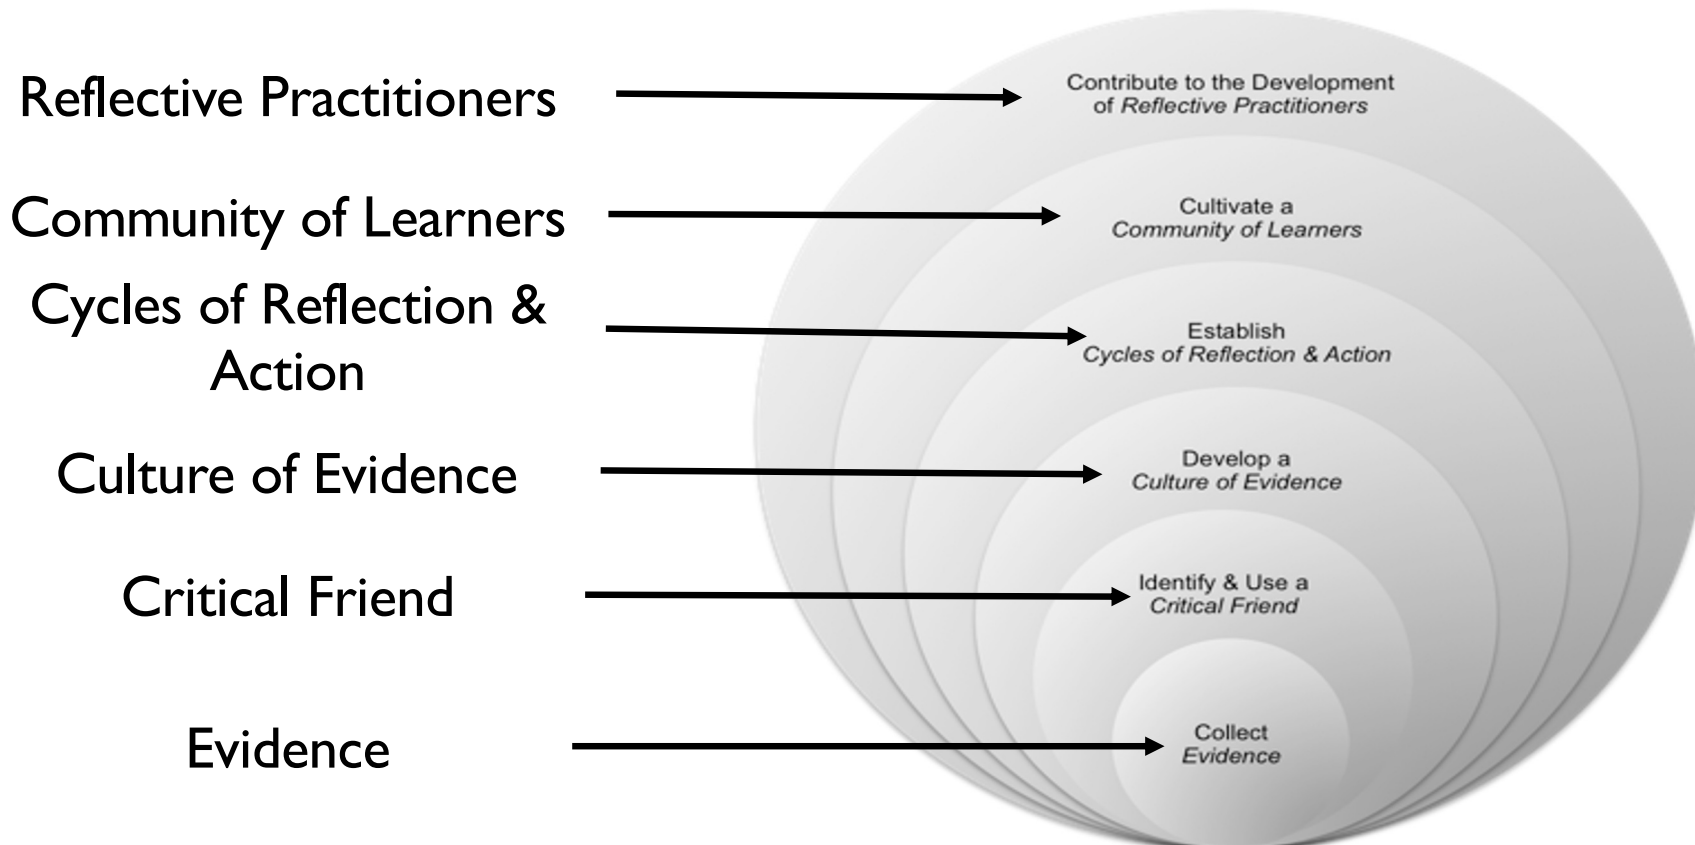 Reflective Practitioners
Contribute to the Development
of Reflective Practitioners
Community of Learners
Cultivate a
Community of Learners
Cycles of Reflection &
Action
Establish
Cycles of Reflection & Action
Culture of Evidence
Develop a
Culture of Evidence
Critical Friend
Identify & Use a
Critical Friend
Evidence
Collect
Evidence